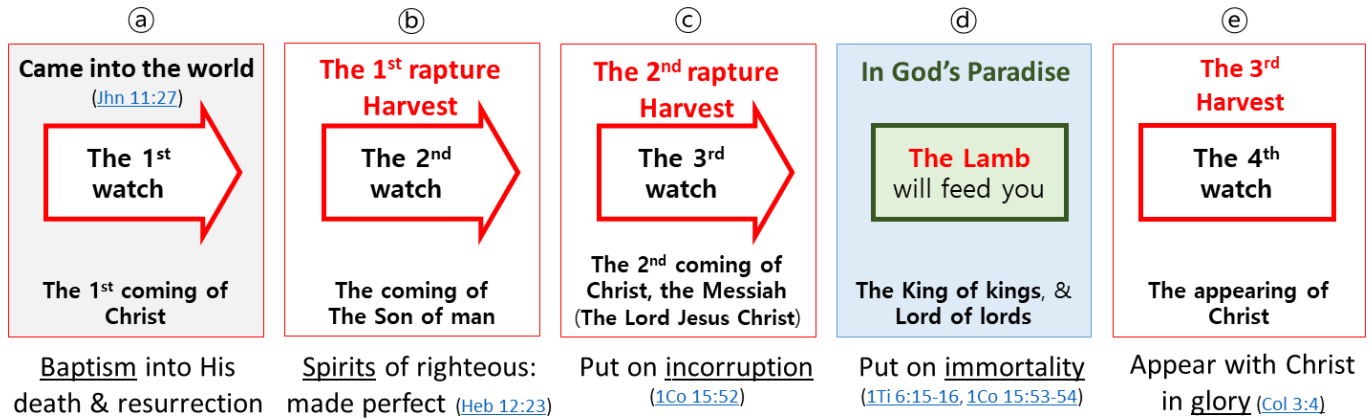 ⓐ
Came into the world
(Jhn 11:27)
The 1st
watch
The 1st coming of
Christ
Baptism into His
death & resurrection
ⓑ
The 1st rapture
Harvest
The 2nd
watch
The coming of
The Son of man
Spirits of righteous:
made perfect (Heb 12:23)
ⓒ
The 2nd rapture
Harvest
The 3rd
watch
The 2nd coming of
Christ, the Messiah
(The Lord Jesus Christ)
Put on incorruption
(1Co 15:52)
ⓓ
In God's Paradise
The Lamb
will feed you
The King of kings, &
Lord of lords
Put on immortality
(1Ti 6:15-16, 1Co 15:53-54)
ⓔ
The 3rd
Harvest
The 4th
watch
The appearing of
Christ
Appear with Christ
in glory (Col 3:4)